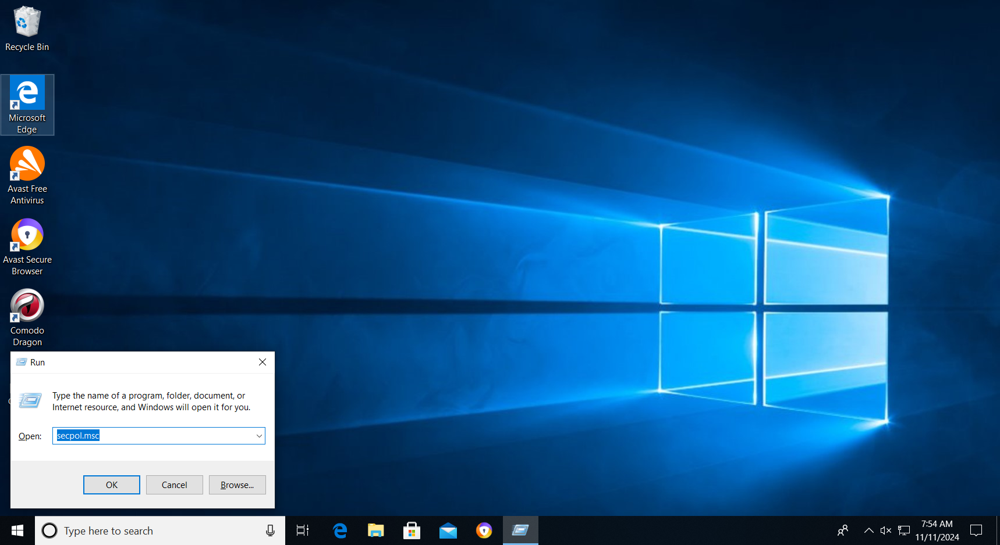 Recycle Bin
Microsoft
Edge
Avast Free
Antivirus
Avast Secure
Browser
Comodo
Dragon
Run
Type the name of a program, folder, document, or
Internet resource, and Windows will open it for you.
Open:
secpol.msc
OK
Cancel
Browse...
Type here to search
7:54 AM
11/11/2024